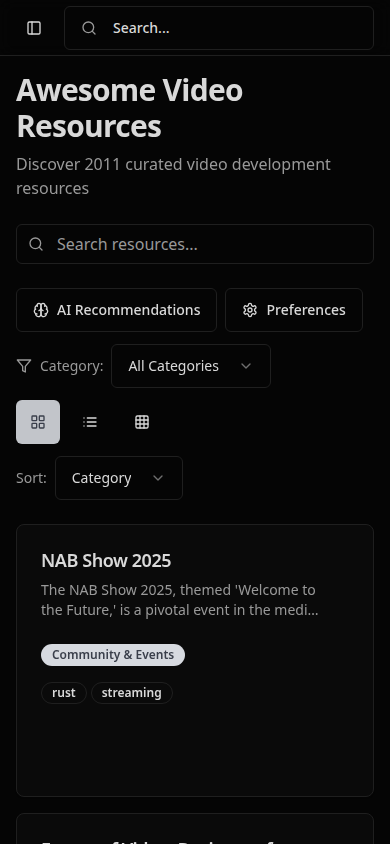 Search...
Awesome Video
Resources
Discover 2011 curated video development
resources
Search resources...
AI Recommendations
Preferences
Category:
All Categories
Sort:
Category
NAB Show 2025
The NAB Show 2025, themed 'Welcome to
the Future,' is a pivotal event in the medi...
Community & Events
rust
streaming